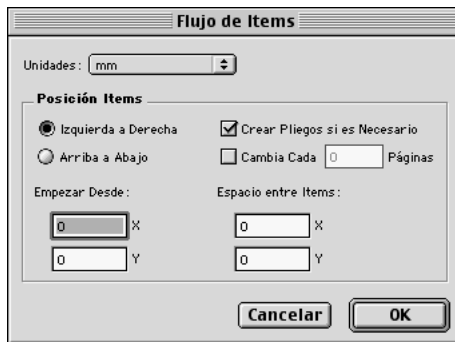 Flujo de Items
Unidades: mm
Posición Items
Izquierda a Derecha
Crear Pliegos si es Necesario
Arriba a Abajo
Cambia Cada 0 Páginas
Empezar Desde:
Espacio entre Items:
0 X
0 X
0 Y
0 Y
Cancelar
OK